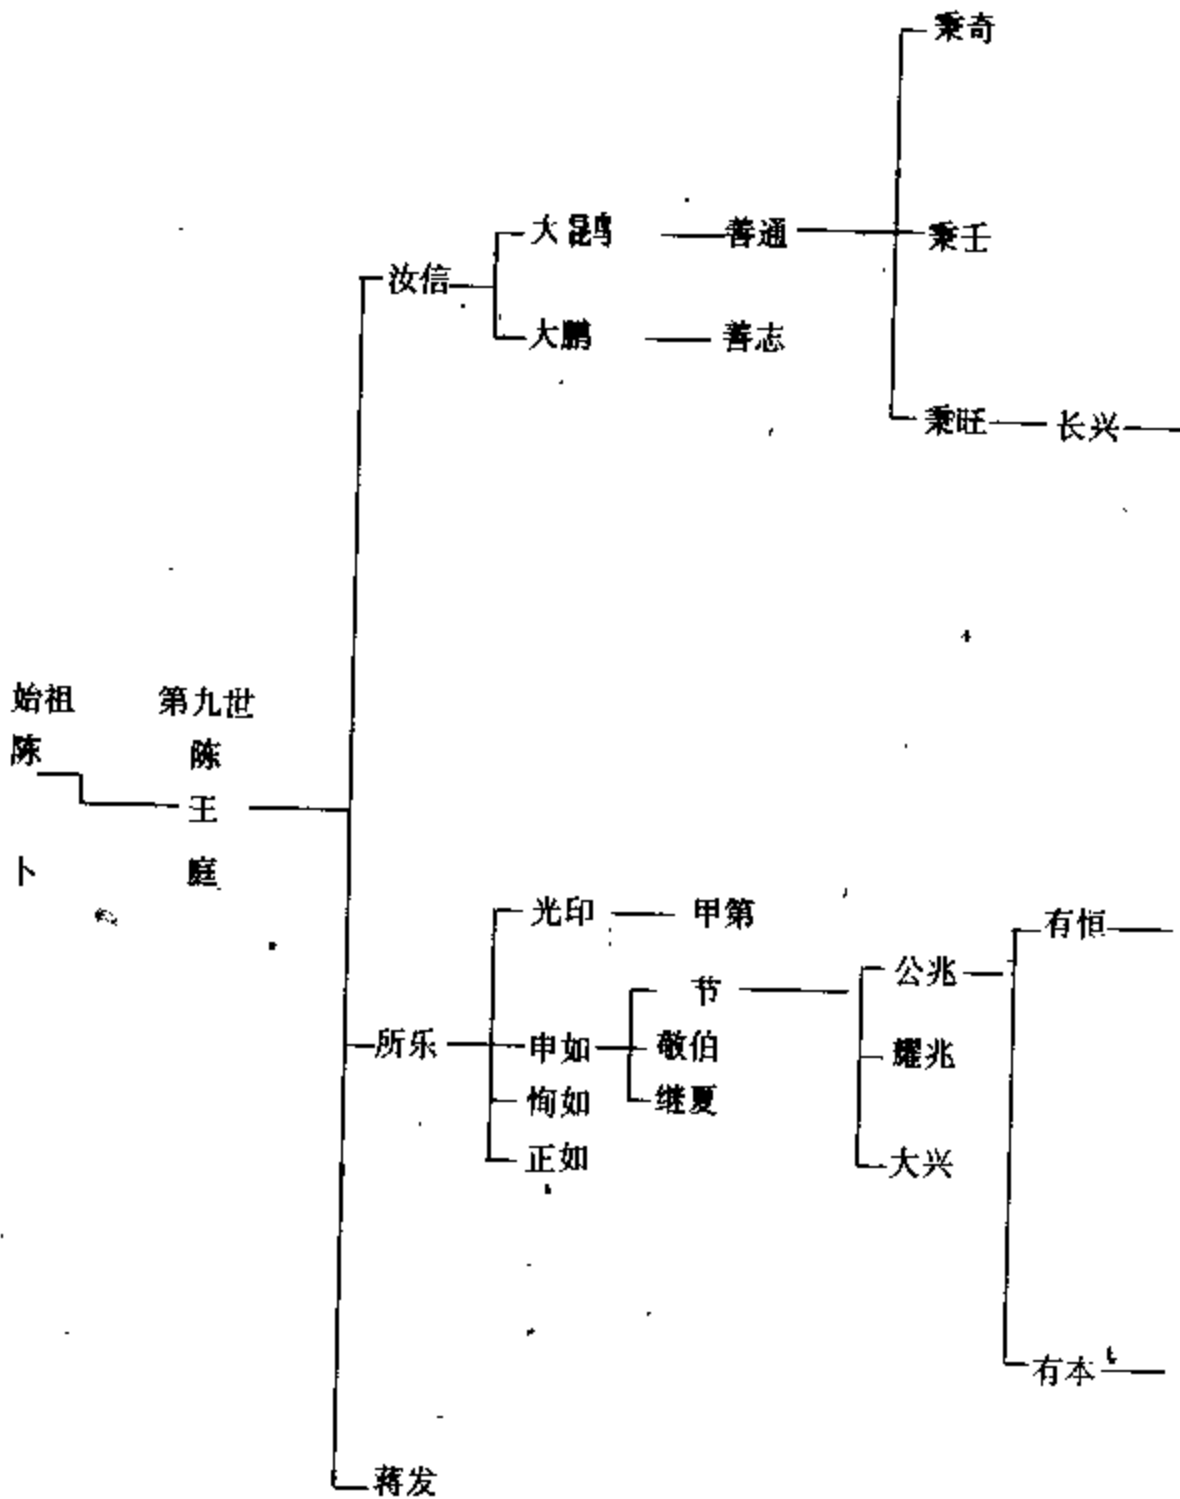 秉奇
大鹍 善通 秉壬
汝信
大鹏 善志
秉旺 长兴
始祖 第九世
陈 陈
王
卜 庭
光印 甲第 有恒
节 公兆
所乐 申如 敬伯 耀兆
恂如 继夏
正如 大兴
有本
蒋发